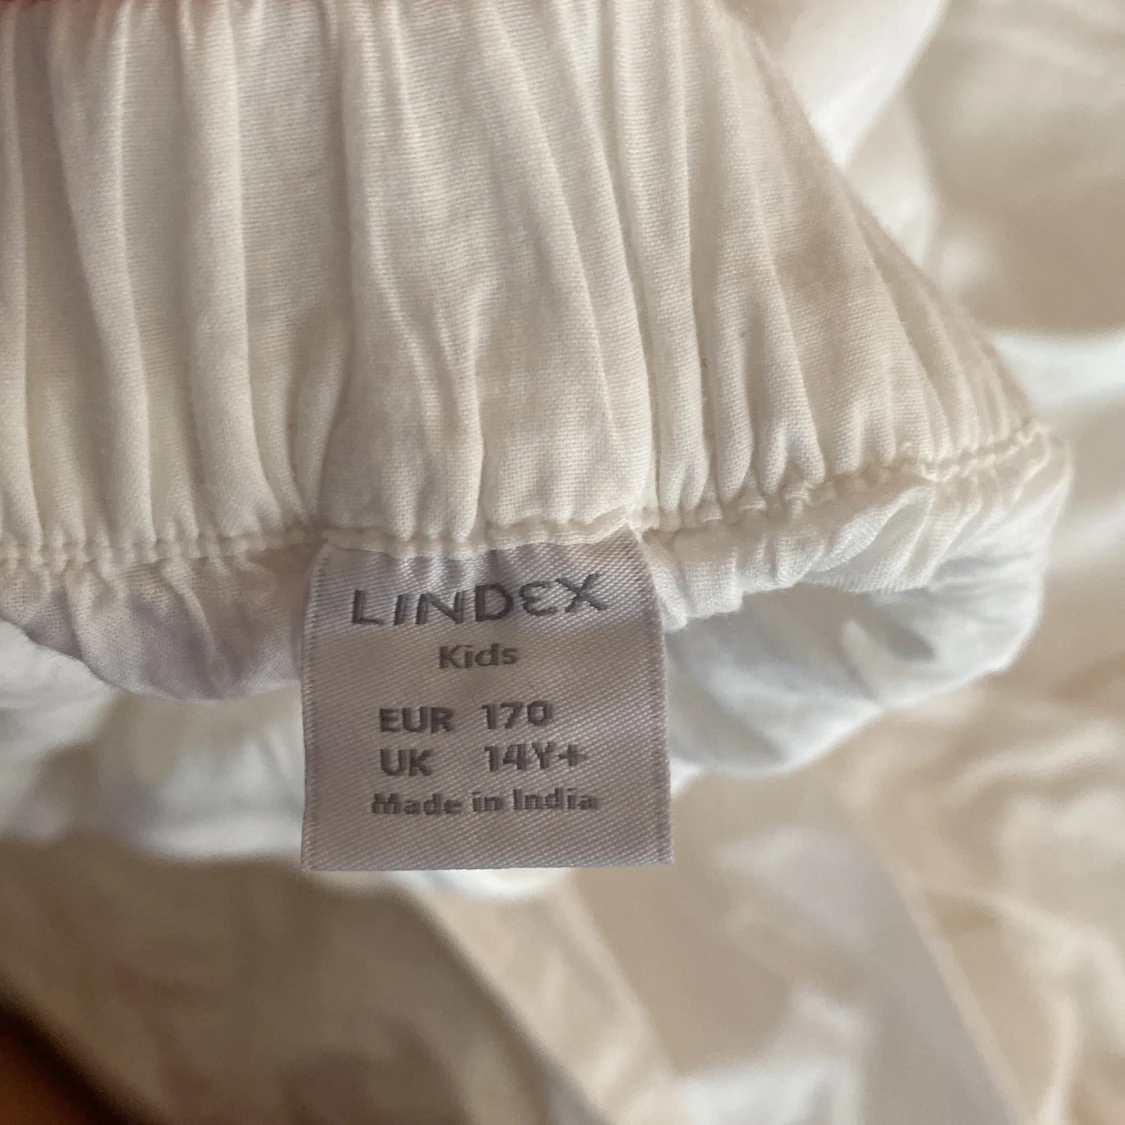 LINDEX
Kids
EUR 170
UK 14Y+
Made in India